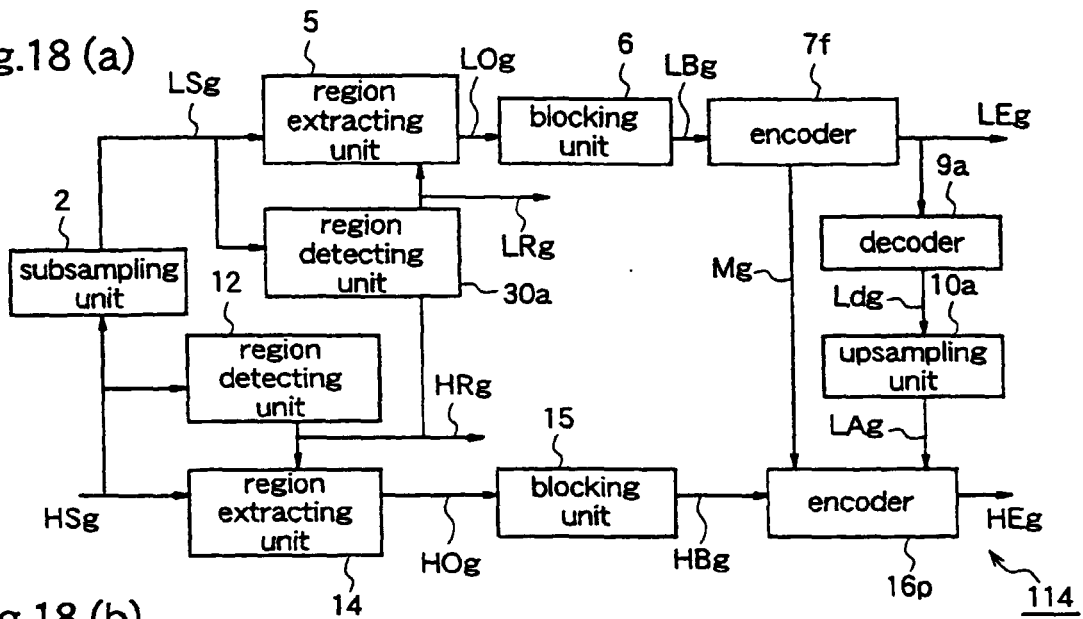 g.18 (a)
5
region
extracting
unit
LSg
LOg
6
blocking
unit
LBg
7f
encoder
LEg
2
subsampling
unit
region
detecting
unit
30a
LRg
Mg
9a
decoder
Ldg
10a
upsampling
unit
LAg
12
region
detecting
unit
HRg
HSg
region
extracting
unit
14
HOg
15
blocking
unit
HBg
encoder
16p
HEg
114
g.18 (b)